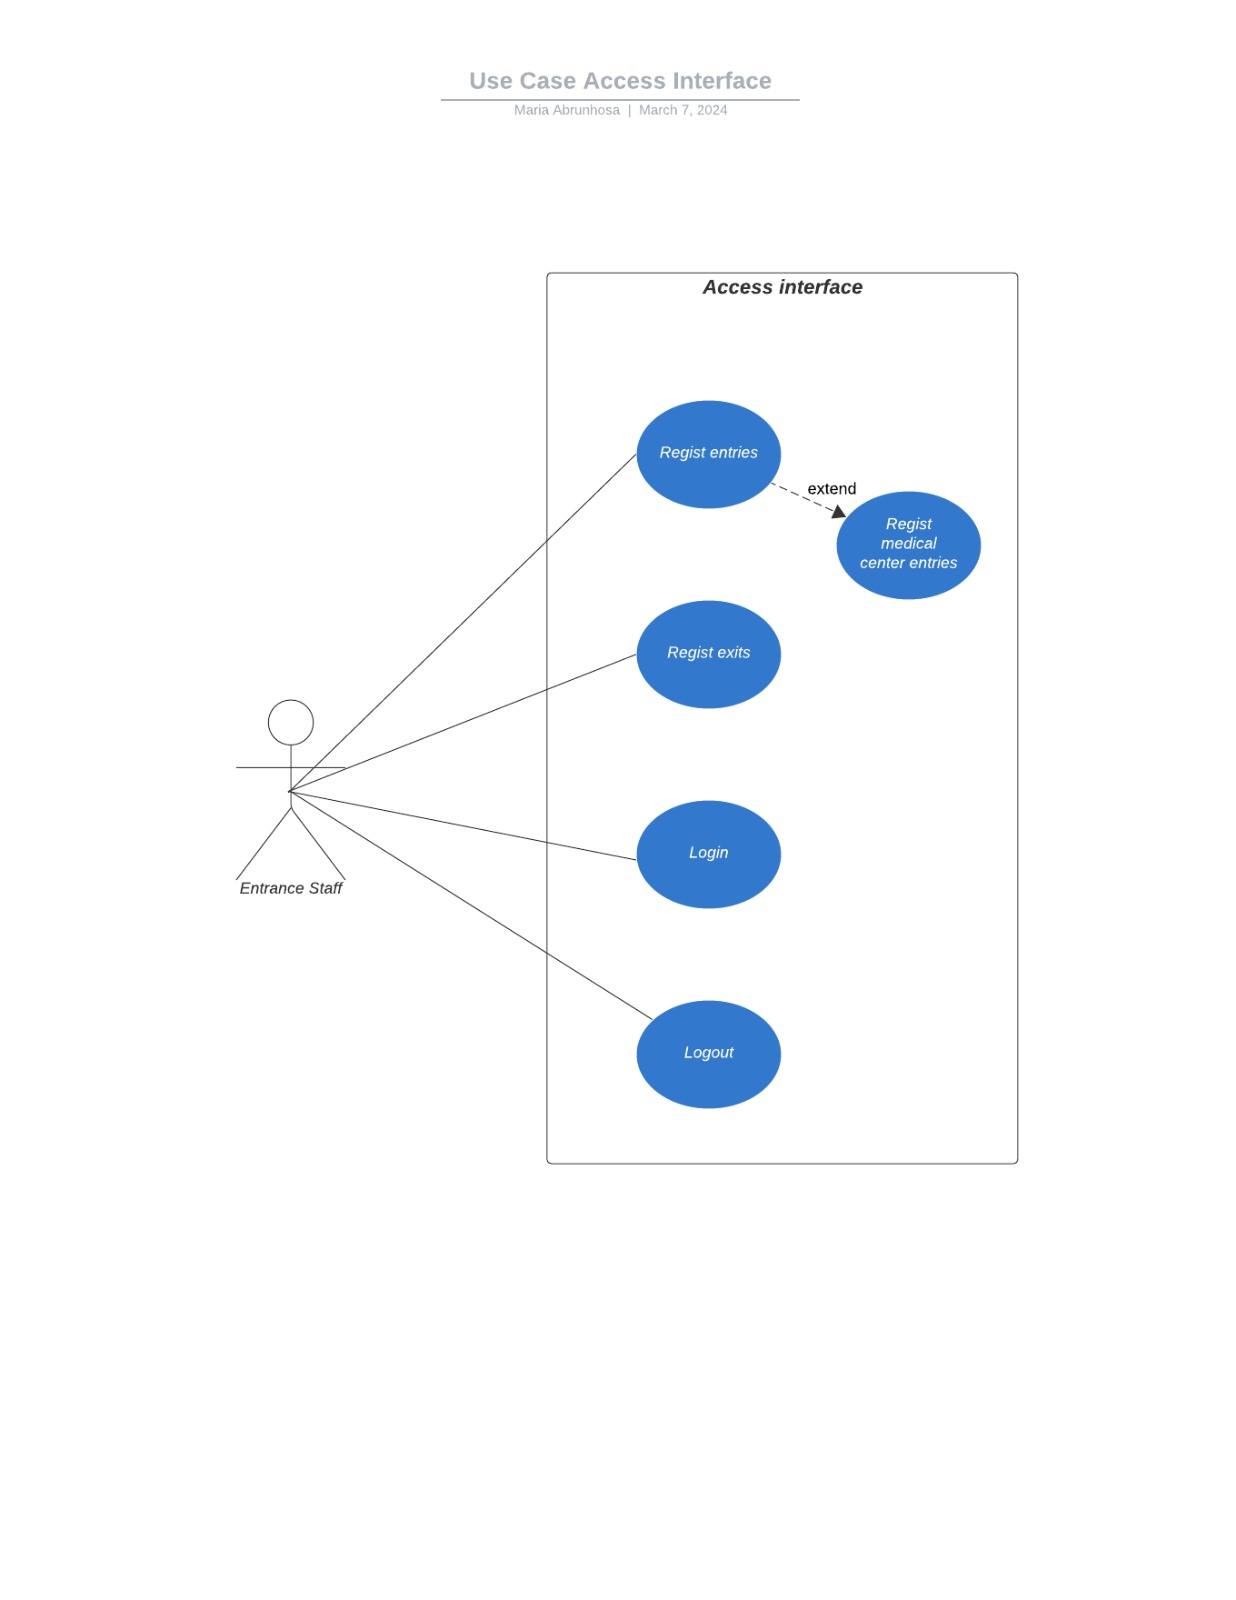 Use Case Access Interface
Maria Abrunhosa | March 7, 2024
Access interface
Regist entries
extend
Regist
medical
center entries
Regist exits
Login
Entrance Staff
Logout